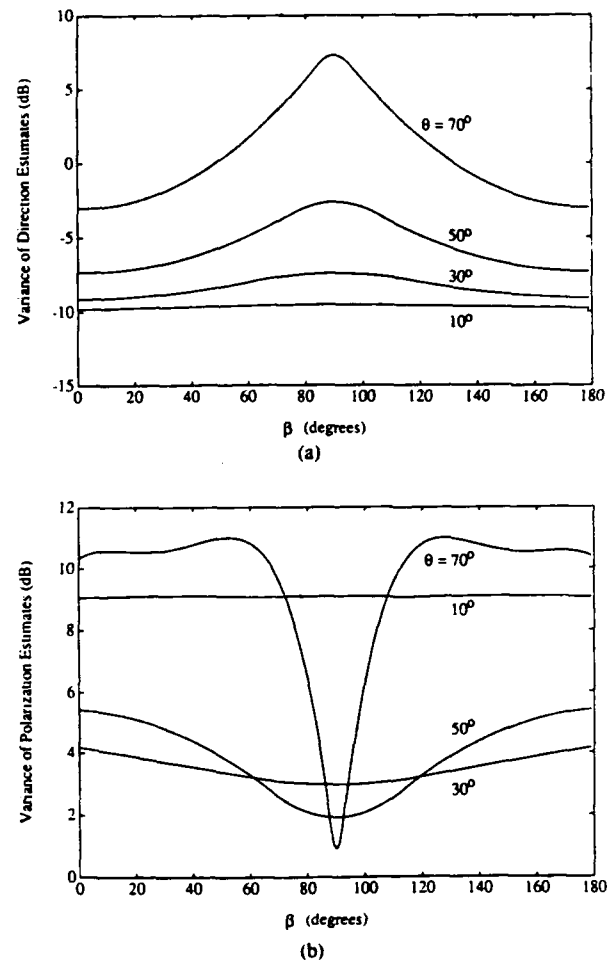 10
5
0
-5
-10
-15
Variance of Direction Estimates (dB)
θ = 70°
50°
30°
10°
0 20 40 60 80 100 120 140 160 180
β (degrees)
(a)
12
10
8
6
4
2
0
Variance of Polarization Estimates (dB)
θ = 70°
10°
50°
30°
0 20 40 60 80 100 120 140 160 180
β (degrees)
(b)